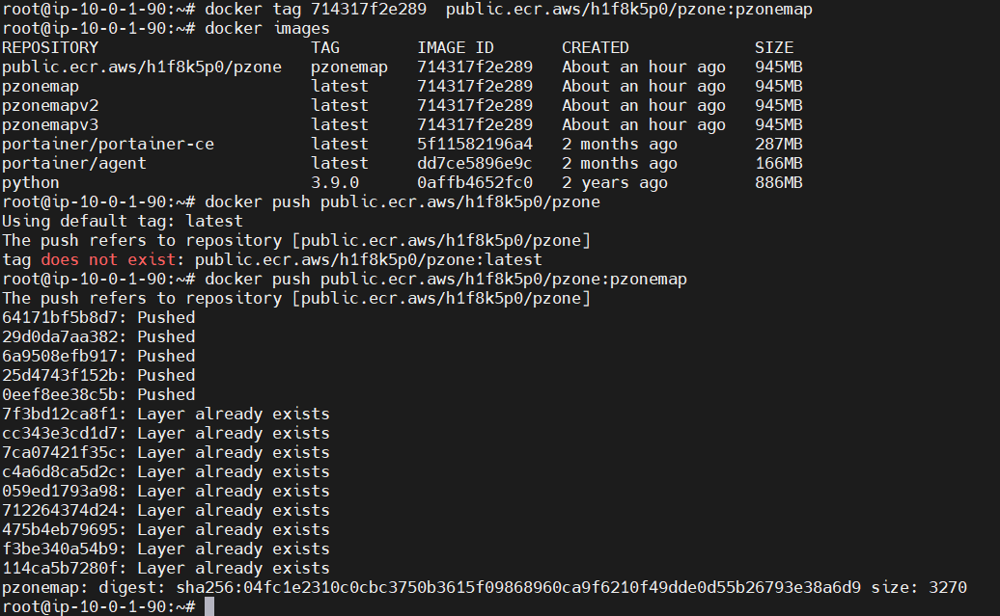 root@ip-10-0-1-90:~# docker tag 714317f2e289  public.ecr.aws/h1f8k5p0/pzone:pzonemap
root@ip-10-0-1-90:~# docker images
REPOSITORY                      TAG        IMAGE ID       CREATED             SIZE
public.ecr.aws/h1f8k5p0/pzone   pzonemap   714317f2e289   About an hour ago   945MB
pzonemap                        latest     714317f2e289   About an hour ago   945MB
pzonemapv2                      latest     714317f2e289   About an hour ago   945MB
pzonemapv3                      latest     714317f2e289   About an hour ago   945MB
portainer/portainer-ce          latest     5f11582196a4   2 months ago        287MB
portainer/agent                 latest     dd7ce5896e9c   2 months ago        166MB
python                          3.9.0      0affb4652fc0   2 years ago         886MB
root@ip-10-0-1-90:~# docker push public.ecr.aws/h1f8k5p0/pzone
Using default tag: latest
The push refers to repository [public.ecr.aws/h1f8k5p0/pzone]
tag does not exist: public.ecr.aws/h1f8k5p0/pzone:latest
root@ip-10-0-1-90:~# docker push public.ecr.aws/h1f8k5p0/pzone:pzonemap
The push refers to repository [public.ecr.aws/h1f8k5p0/pzone]
64171bf5b8d7: Pushed
29d0da7aa382: Pushed
6a9508efb917: Pushed
25d4743f152b: Pushed
0eef8ee38c5b: Pushed
7f3bd12ca8f1: Layer already exists
cc343e3cd1d7: Layer already exists
7ca07421f35c: Layer already exists
c4a6d8ca5d2c: Layer already exists
059ed1793a98: Layer already exists
712264374d24: Layer already exists
475b4eb79695: Layer already exists
f3be340a54b9: Layer already exists
114ca5b7280f: Layer already exists
pzonemap: digest: sha256:04fc1e2310c0cbc3750b3615f09868960ca9f6210f49dde0d55b26793e38a6d9 size: 3270
root@ip-10-0-1-90:~#